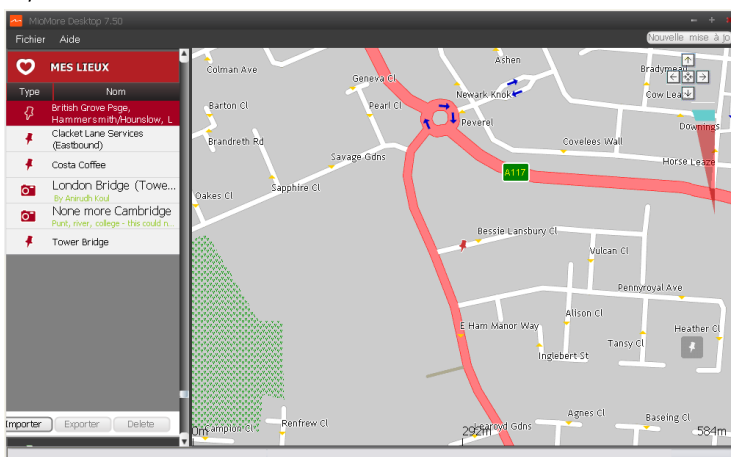 MioMore Desktop 7.50
Fichier Aide
Nouvelle mise à jo
MES LIEUX
Type Nom
British Grove Psge,
Hammersmith/Hounslow, L
Clacket Lane Services
(Eastbound)
Costa Coffee
London Bridge (Towe...
By Anirudh Koul
None more Cambridge
Punt, river, college - this could n...
Tower Bridge
Importer Exporter Delete
Colman Ave
Geneva Cl
Ashen
Bradymead
Cow Lea
Newark Knok
Barton Cl
Pearl Cl
Peverel
Downings
Brandreth Rd
Covelees Wall
Savage Gdns
Horse Leaze
A117
Sapphire Cl
Oakes Cl
Bessie Lansbury Cl
Vulcan Cl
Pennyroyal Ave
Alison Cl
E Ham Manor Way
Heather Cl
Tansy Cl
Inglebert St
Agnes Cl
Baseing Cl
Renfrew Cl
Campion Cl
Gdns
0m 292m 584m